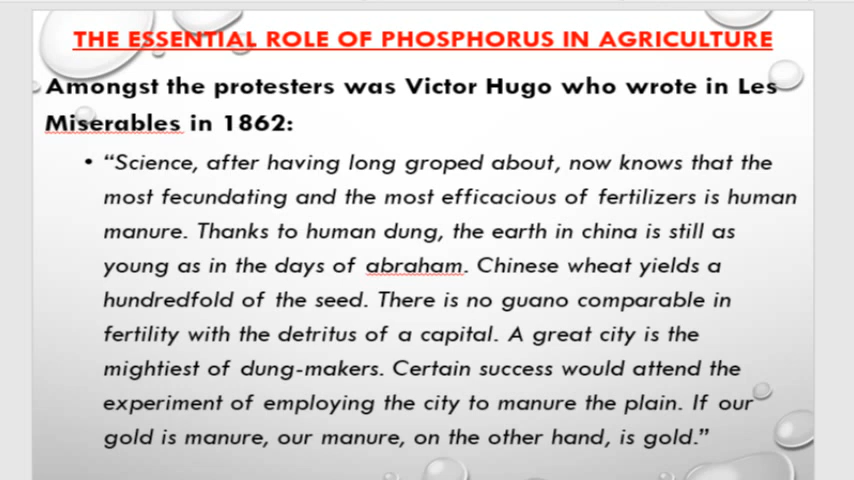 THE ESSENTIAL ROLE OF PHOSPHORUS IN AGRICULTURE
Amongst the protesters was Victor Hugo who wrote in Les
Miserables in 1862:
• “Science, after having long groped about, now knows that the
most fecundating and the most efficacious of fertilizers is human
manure. Thanks to human dung, the earth in china is still as
young as in the days of abraham. Chinese wheat yields a
hundredfold of the seed. There is no guano comparable in
fertility with the detritus of a capital. A great city is the
mightiest of dung-makers. Certain success would attend the
experiment of employing the city to manure the plain. If our
gold is manure, our manure, on the other hand, is gold.”